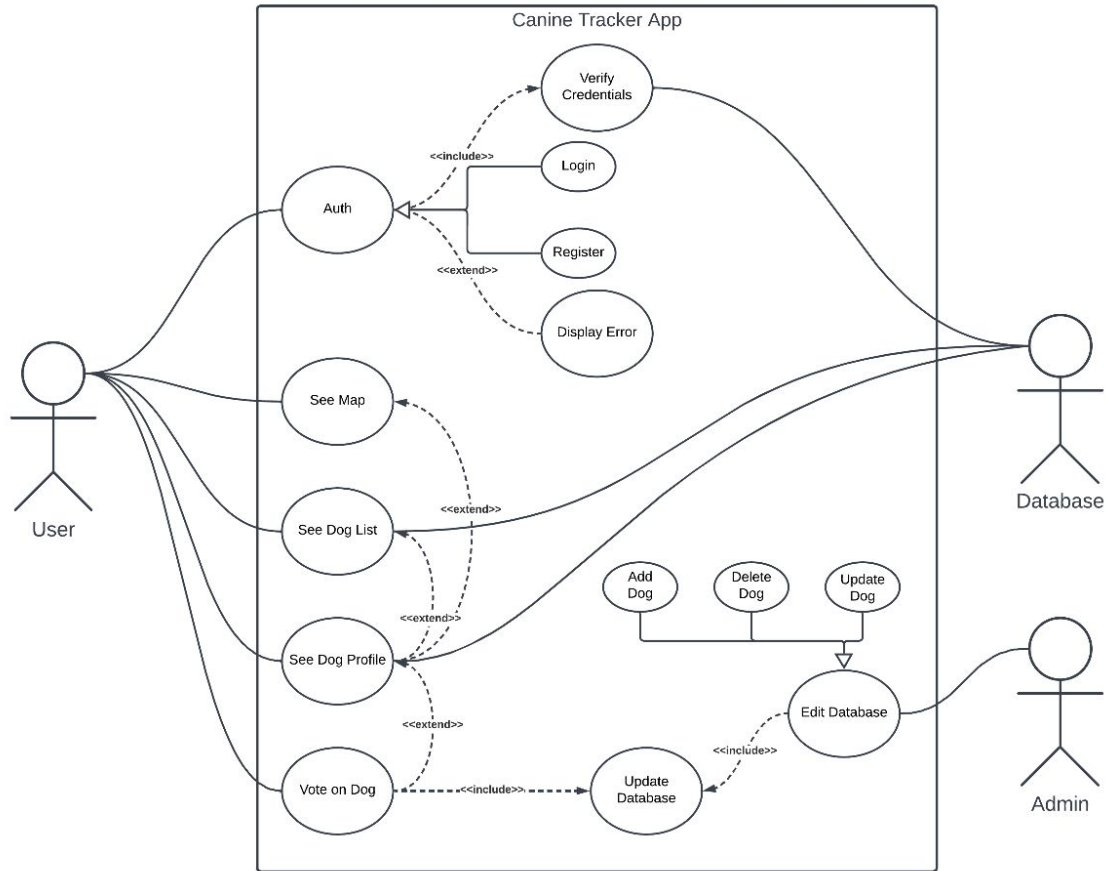 Canine Tracker App
Verify
Credentials
<<include>>
Login
Auth
Register
<<extend>>
Display Error
See Map
User
Database
<<extend>>
See Dog List
Add
Dog
Delete
Dog
Update
Dog
<<extend>>
See Dog Profile
Edit Database
<<extend>>
<<include>>
Vote on Dog
<<include>>
Update
Database
Admin